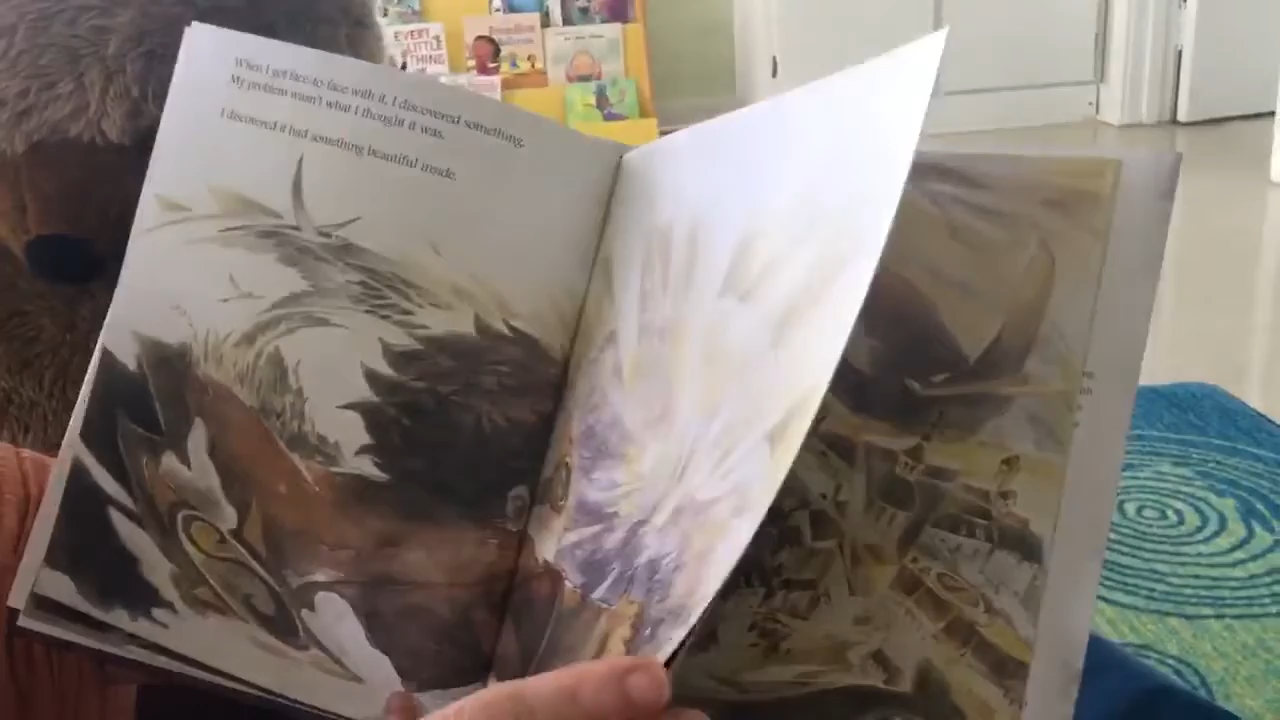 EVERY
LITTLE
THING
When I got face-to-face with it, I discovered something.
My problem wasn't what I thought it was.
I discovered it had something beautiful inside.